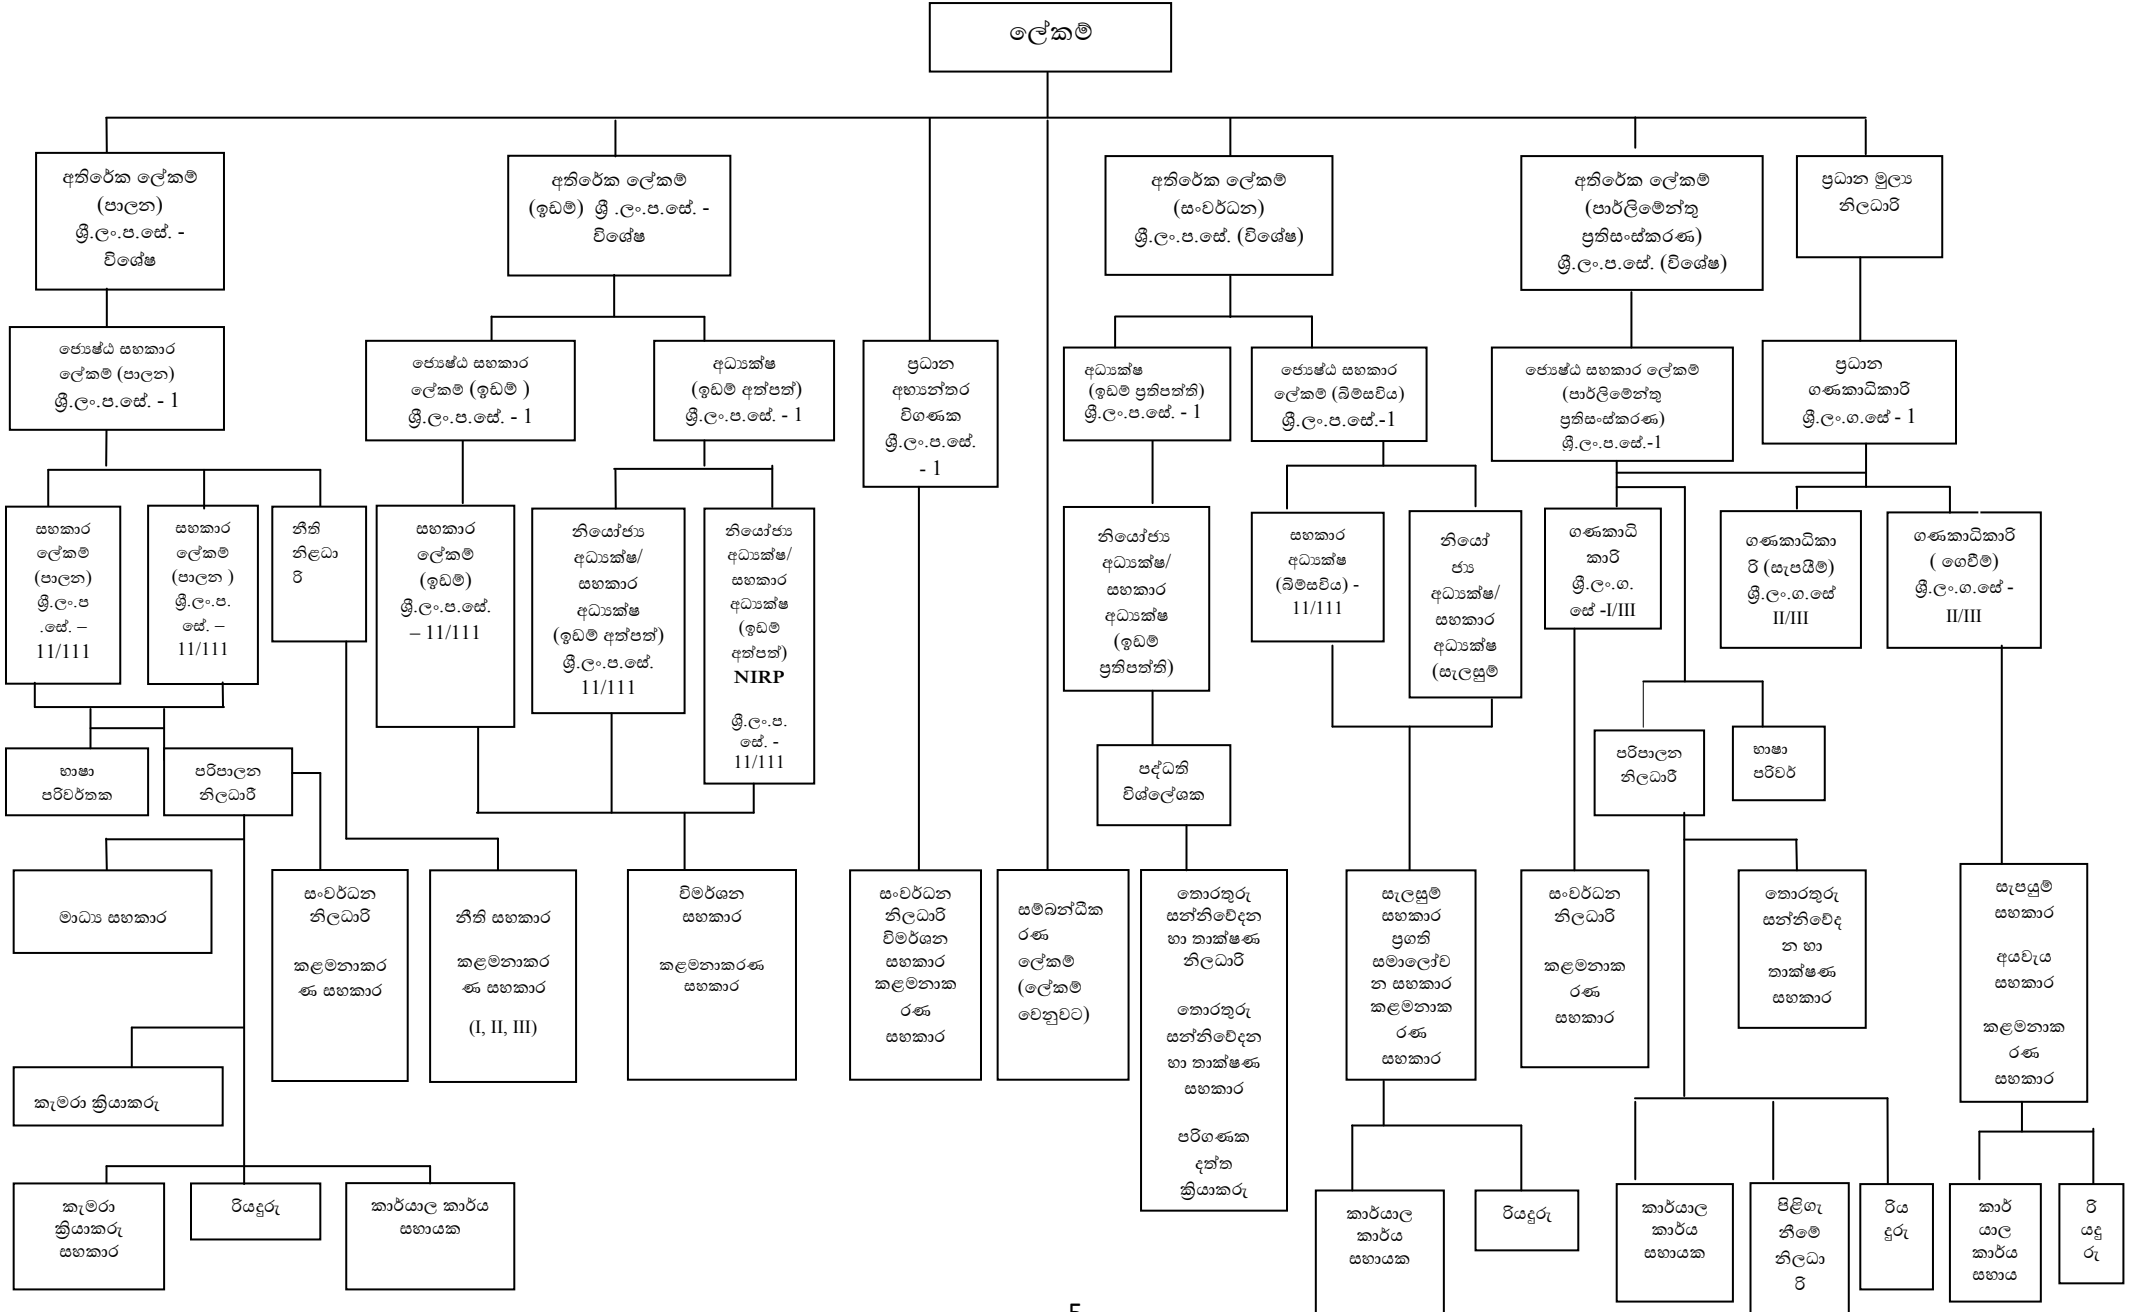 ලේකම්
අතිරේක ලේකම්
(පාලන)
ශ්‍රී.ලං.ප.සේ. -
විශේෂ
අතිරේක ලේකම්
(ඉඩම්) ශ්‍රී .ලං.ප.සේ. -
විශේෂ
අතිරේක ලේකම්
(සංවර්ධන)
ශ්‍රී.ලං.ප.සේ. (විශේෂ)
අතිරේක ලේකම්
(පාර්ලිමේන්තු
ප්‍රතිසංස්කරණ)
ශ්‍රී.ලං.ප.සේ. (විශේෂ)
ප්‍රධාන මුල්‍ය
නිලධාරි
ජ්‍යෙෂ්ඨ සහකාර
ලේකම් (පාලන)
ශ්‍රී.ලං.ප.සේ. - 1
ජ්‍යෙෂ්ඨ සහකාර
ලේකම් (ඉඩම් )
ශ්‍රී.ලං.ප.සේ. - 1
අධ්‍යක්ෂ
(ඉඩම් අත්පත්)
ශ්‍රී.ලං.ප.සේ. - 1
ප්‍රධාන
අභ්‍යන්තර
විගණක
ශ්‍රී.ලං.ප.සේ.
- 1
අධ්‍යක්ෂ
(ඉඩම් ප්‍රතිපත්ති)
ශ්‍රී.ලං.ප.සේ. - 1
ජ්‍යෙෂ්ඨ සහකාර
ලේකම් (බිම්සවිය)
ශ්‍රී.ලං.ප.සේ.-1
ජ්‍යෙෂ්ඨ සහකාර ලේකම්
(පාර්ලිමේන්තු
ප්‍රතිසංස්කරණ)
ශ්‍රී.ලං.ප.සේ.-1
ප්‍රධාන
ගණකාධිකාරි
ශ්‍රී.ලං.ග.සේ - 1
සහකාර
ලේකම්
(පාලන)
ශ්‍රී.ලං.ප
.සේ. –
11/111
සහකාර
ලේකම්
(පාලන )
ශ්‍රී.ලං.ප.
සේ. –
11/111
නීති
නිළධා
රි
සහකාර
ලේකම්
(ඉඩම්)
ශ්‍රී.ලං.ප.සේ.
– 11/111
නියෝජ්‍ය
අධ්‍යක්ෂ/
සහකාර
අධ්‍යක්ෂ
(ඉඩම් අත්පත්)
ශ්‍රී.ලං.ප.සේ.
11/111
නියෝජ්‍ය
අධ්‍යක්ෂ/
සහකාර
අධ්‍යක්ෂ
(ඉඩම්
අත්පත්)
NIRP
ශ්‍රී.ලං.ප.
සේ. -
11/111
නියෝජ්‍ය
අධ්‍යක්ෂ/
සහකාර
අධ්‍යක්ෂ
(ඉඩම්
ප්‍රතිපත්ති)
සහකාර
අධ්‍යක්ෂ
(බිම්සවිය) -
11/111
නියෝ
ජ්‍ය
අධ්‍යක්ෂ/
සහකාර
අධ්‍යක්ෂ
(සැලසුම්
ගණකාධි
කාරි
ශ්‍රී.ලං.ග.
සේ -I/III
ගණකාධිකා
රි (සැපයීම්)
ශ්‍රී.ලං.ග.සේ
II/III
ගණකාධිකාරි
( ගෙවීම්)
ශ්‍රී.ලං.ග.සේ -
II/III
භාෂා
පරිවර්තක
පරිපාලන
නිලධාරී
පද්ධති
විශ්ලේශක
පරිපාලන
නිලධාරී
භාෂා
පරිවර්
මාධ්‍ය සහකාර
සංවර්ධන
නිලධාරි
කළමනාකර
ණ සහකාර
නීති සහකාර
කළමනාකර
ණ සහකාර
(I, II, III)
විමර්ශන
සහකාර
කළමනාකරණ
සහකාර
සංවර්ධන
නිලධාරි
විමර්ශන
සහකාර
කළමනාක
රණ
සහකාර
සම්බන්ධීක
රණ
ලේකම්
(ලේකම්
වෙනුවට)
තොරතුරු
සන්නිවේදන
හා තාක්ෂණ
නිලධාරි
තොරතුරු
සන්නිවේදන
හා තාක්ෂණ
සහකාර
පරිගණක
දත්ත
ක්‍රියාකරු
සැලසුම්
සහකාර
ප්‍රගති
සමාලෝච
න සහකාර
කළමනාක
රණ
සහකාර
සංවර්ධන
නිලධාරි
කළමනාක
රණ
සහකාර
තොරතුරු
සන්නිවේද
න හා
තාක්ෂණ
සහකාර
සැපයුම්
සහකාර
අයවැය
සහකාර
කළමනාක
රණ
සහකාර
කැමරා ක්‍රියාකරු
කැමරා
ක්‍රියාකරු
සහකාර
රියදුරු
කාර්යාල කාර්ය
සහායක
කාර්යාල
කාර්ය
සහායක
රියදුරු
කාර්යාල
කාර්ය
සහායක
පිළිගැ
නීමේ
නිලධා
රි
රිය
දුරු
කාර්
යාල
කාර්ය
සහාය
රි
යදු
රු
5